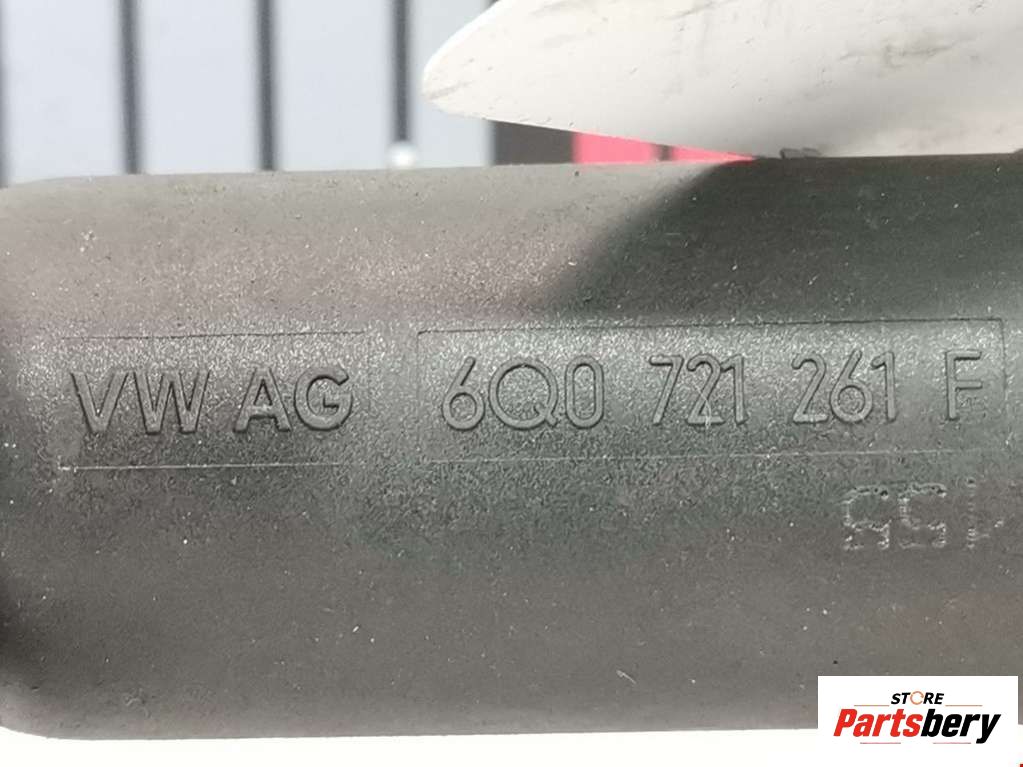 VW AG 6Q0 721 261 F
STORE
Partsbery